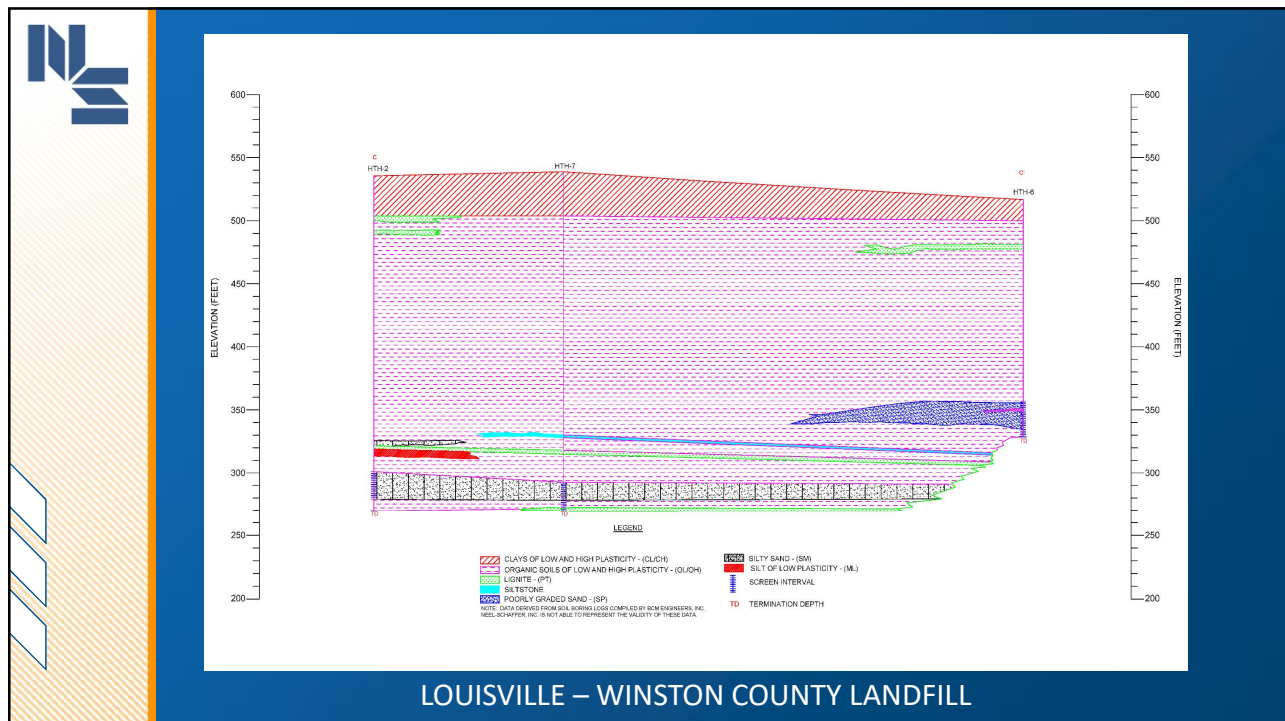 NS
600
550
500
450
400
350
300
250
200
ELEVATION (FEET)
C
HTH-2
HTH-7
C'
HTH-6
TD
TD
TD
600
550
500
450
400
350
300
250
200
ELEVATION (FEET)
LEGEND
CLAYS OF LOW AND HIGH PLASTICITY - (CL/CH)
ORGANIC SOILS OF LOW AND HIGH PLASTICITY - (OL/OH)
LIGNITE - (PT)
SILTSTONE
POORLY GRADED SAND - (SP)
SILTY SAND - (SM)
SILT OF LOW PLASTICITY - (ML)
SCREEN INTERVAL
TD TERMINATION DEPTH
NOTE: DATA DERIVED FROM SOIL BORING LOGS COMPILED BY BCM ENGINEERS, INC.
NEEL-SCHAFFER, INC. IS NOT ABLE TO REPRESENT THE VALIDITY OF THESE DATA.
LOUISVILLE – WINSTON COUNTY LANDFILL